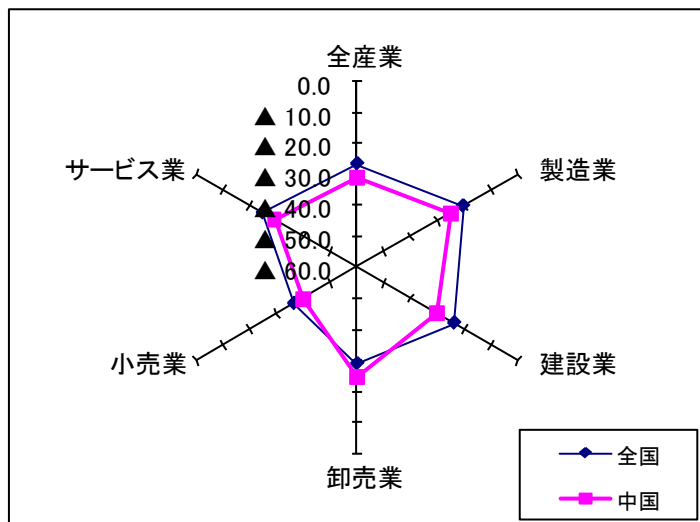 全産業
0.0
▲ 10.0
▲ 20.0
▲ 30.0
▲ 40.0
▲ 50.0
▲ 60.0
サービス業
製造業
小売業
建設業
卸売業
全国
中国